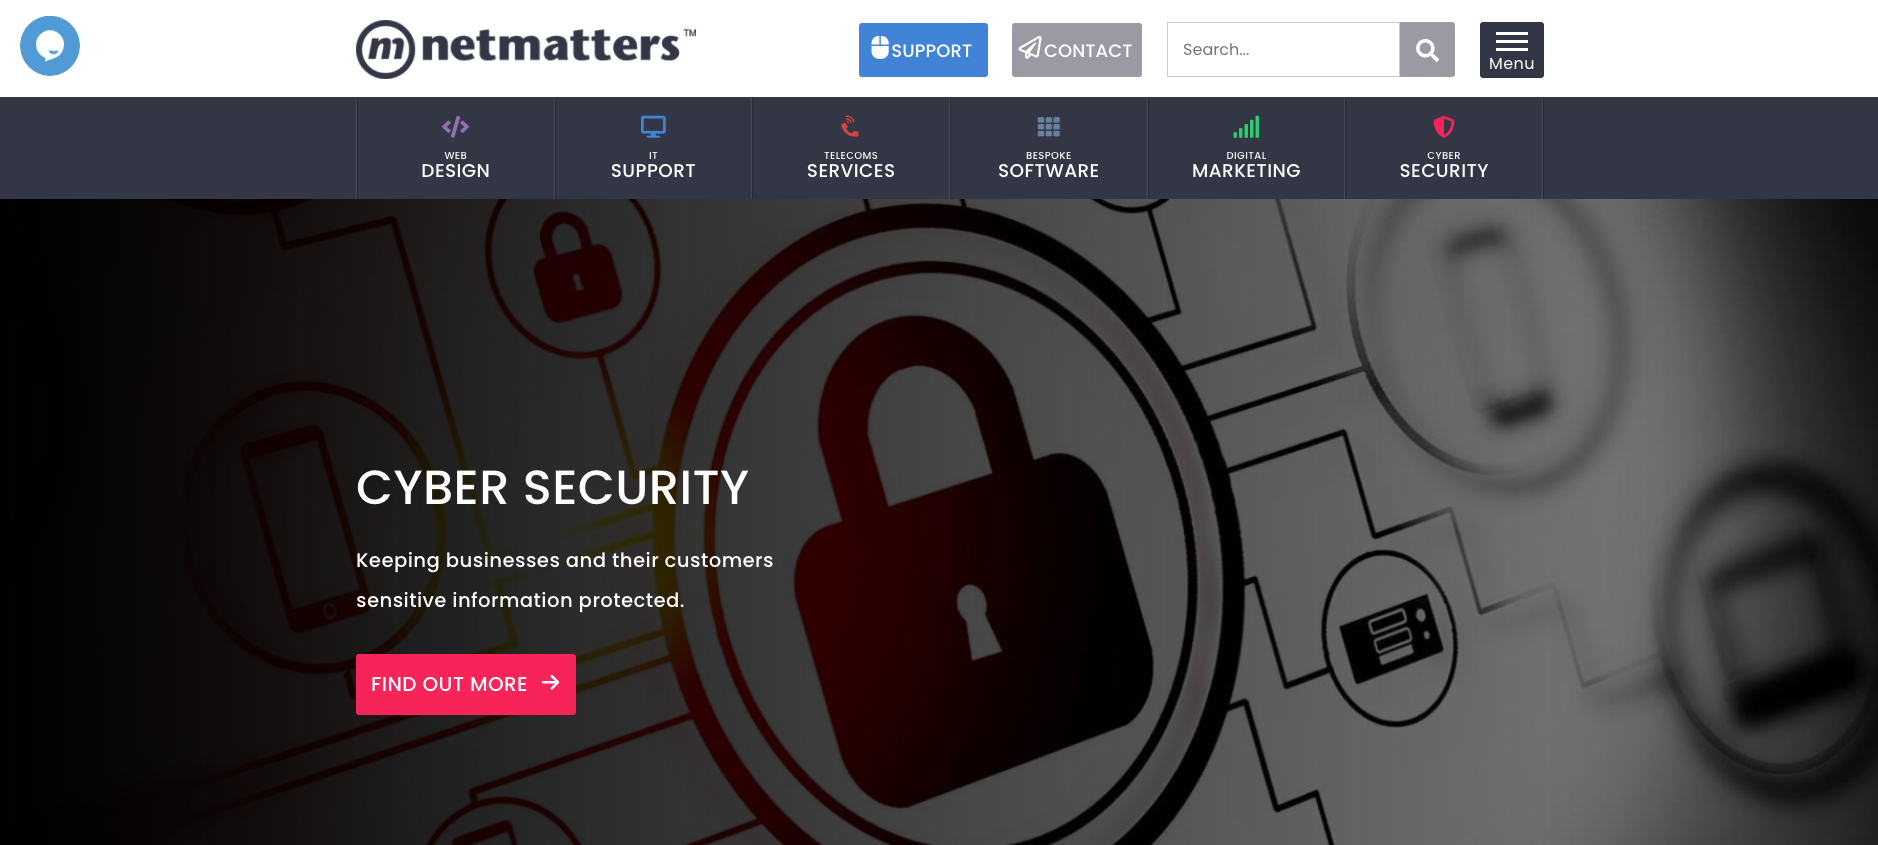 netmatters™
SUPPORT
CONTACT
Search...
Menu
WEB
DESIGN
IT
SUPPORT
TELECOMS
SERVICES
BESPOKE
SOFTWARE
DIGITAL
MARKETING
CYBER
SECURITY
CYBER SECURITY
Keeping businesses and their customers
sensitive information protected.
FIND OUT MORE